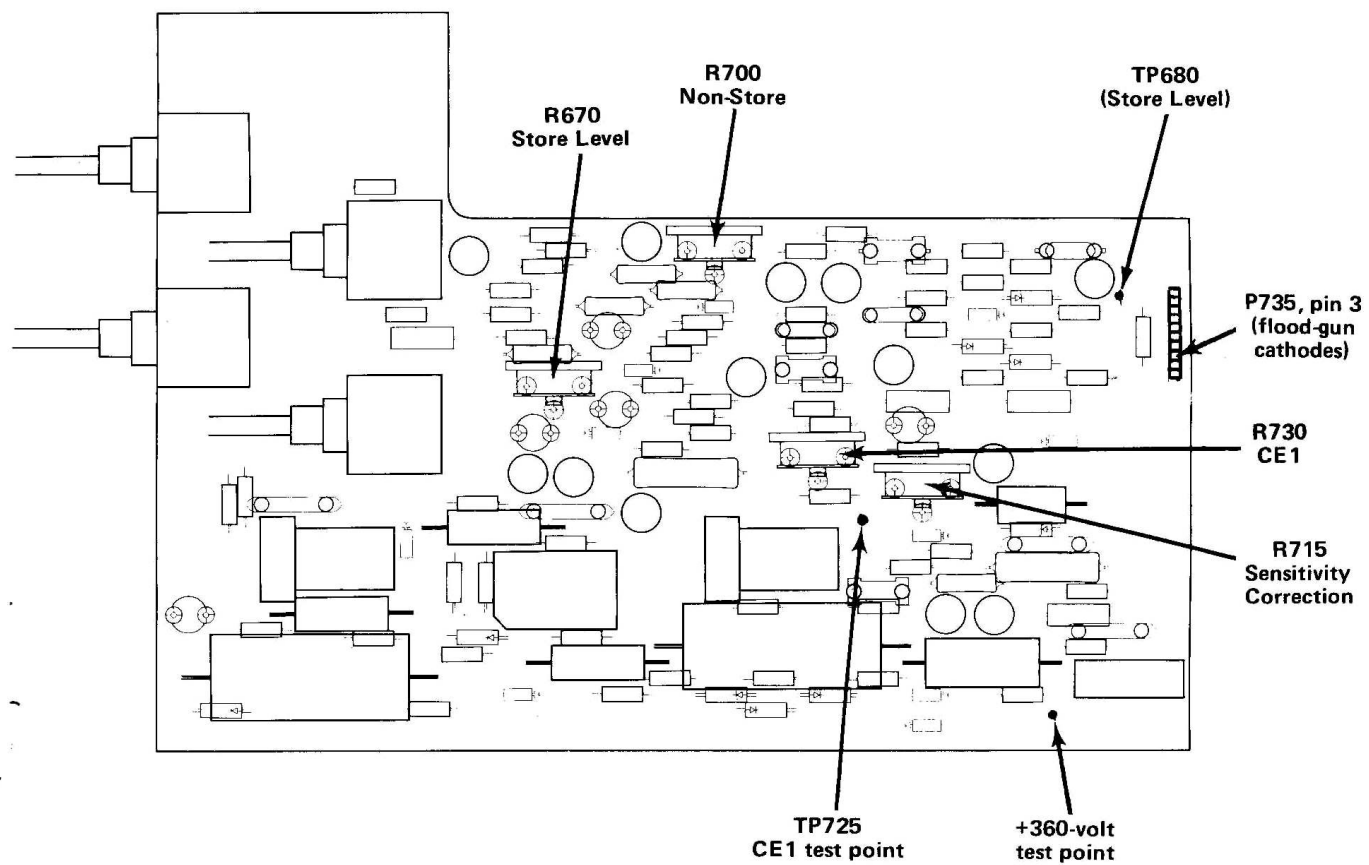 R700
Non-Store
TP680
(Store Level)
R670
Store Level
P735, pin 3
(flood-gun
cathodes)
R730
CE1
R715
Sensitivity
Correction
TP725
CE1 test point
+360-volt
test point